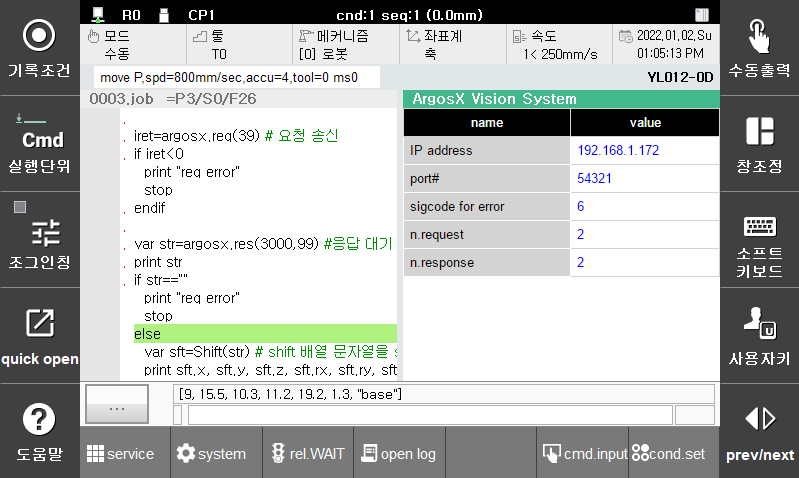 기록조건
Cmd
실행단위
조그인칭
quick open
도움말
R0 CP1 cnd:1 seq:1 (0.0mm)
모드
수동
툴
T0
메커니즘
[0] 로봇
좌표계
축
속도
1< 250mm/s
2022,01,02,Su
01:05:13 PM
move P,spd=800mm/sec,accu=4,tool=0 ms0
YL012-0D
0003.job =P3/S0/F26
iret=argosx.req(39) # 요청 송신
if iret<0
print "req error"
stop
endif
var str=argosx.res(3000,99) #응답 대기
print str
if str==""
print "req error"
stop
else
var sft=Shift(str) # shift 배열 문자열을 s
print sft.x, sft.y, sft.z, sft.rx, sft.ry, sft
ArgosX Vision System
name value
IP address 192.168.1.172
port# 54321
sigcode for error 6
n.request 2
n.response 2
...
[9, 15.5, 10.3, 11.2, 19.2, 1.3, "base"]
service
system
rel.WAIT
open log
cmd.input
cond.set
수동출력
창조정
소프트
키보드
U
사용자키
prev/next